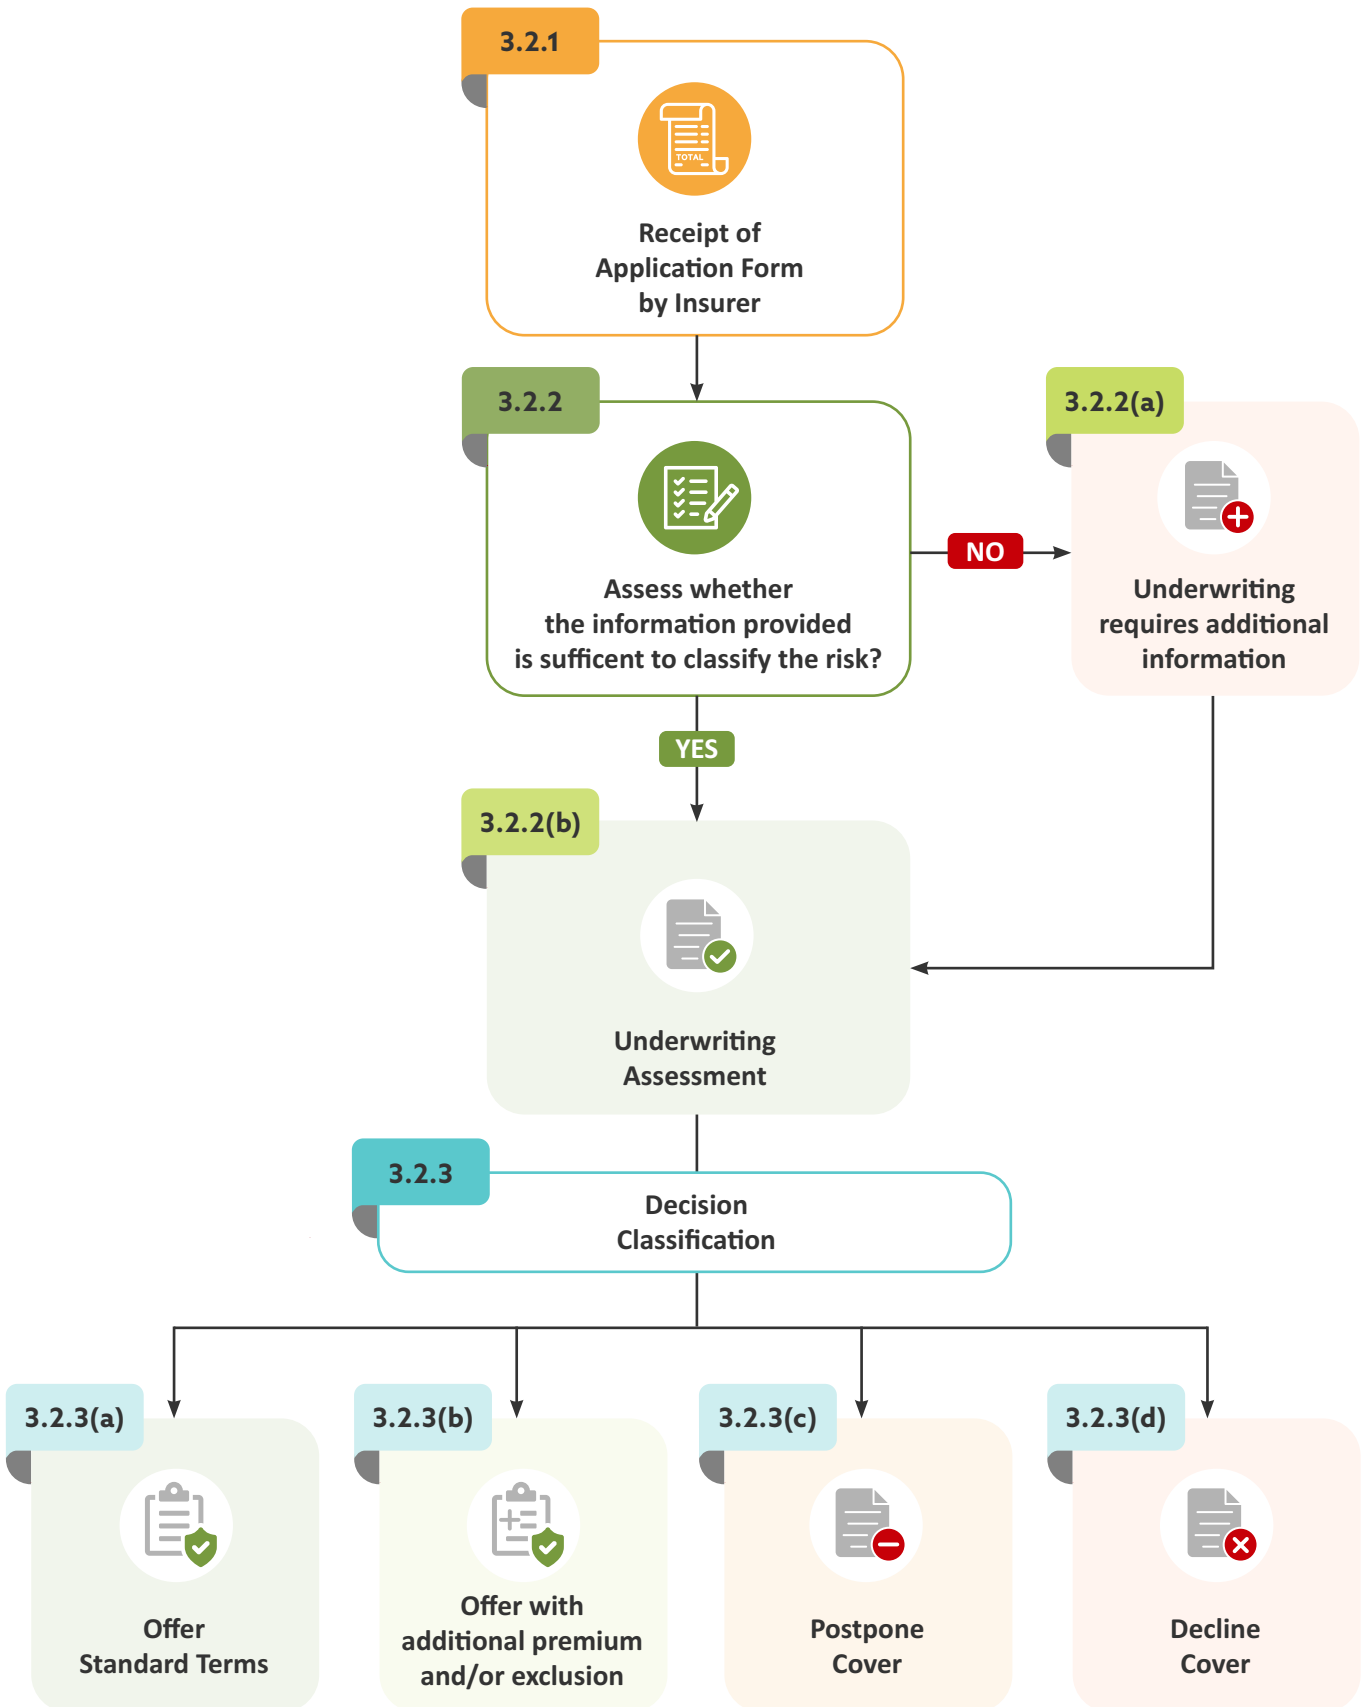 3.2.1
TOTAL
Receipt of
Application Form
by Insurer
3.2.2
Assess whether
the information provided
is sufficent to classify the risk?
NO
3.2.2(a)
Underwriting
requires additional
information
YES
3.2.2(b)
Underwriting
Assessment
3.2.3
Decision
Classification
3.2.3(a)
Offer
Standard Terms
3.2.3(b)
Offer with
additional premium
and/or exclusion
3.2.3(c)
Postpone
Cover
3.2.3(d)
Decline
Cover